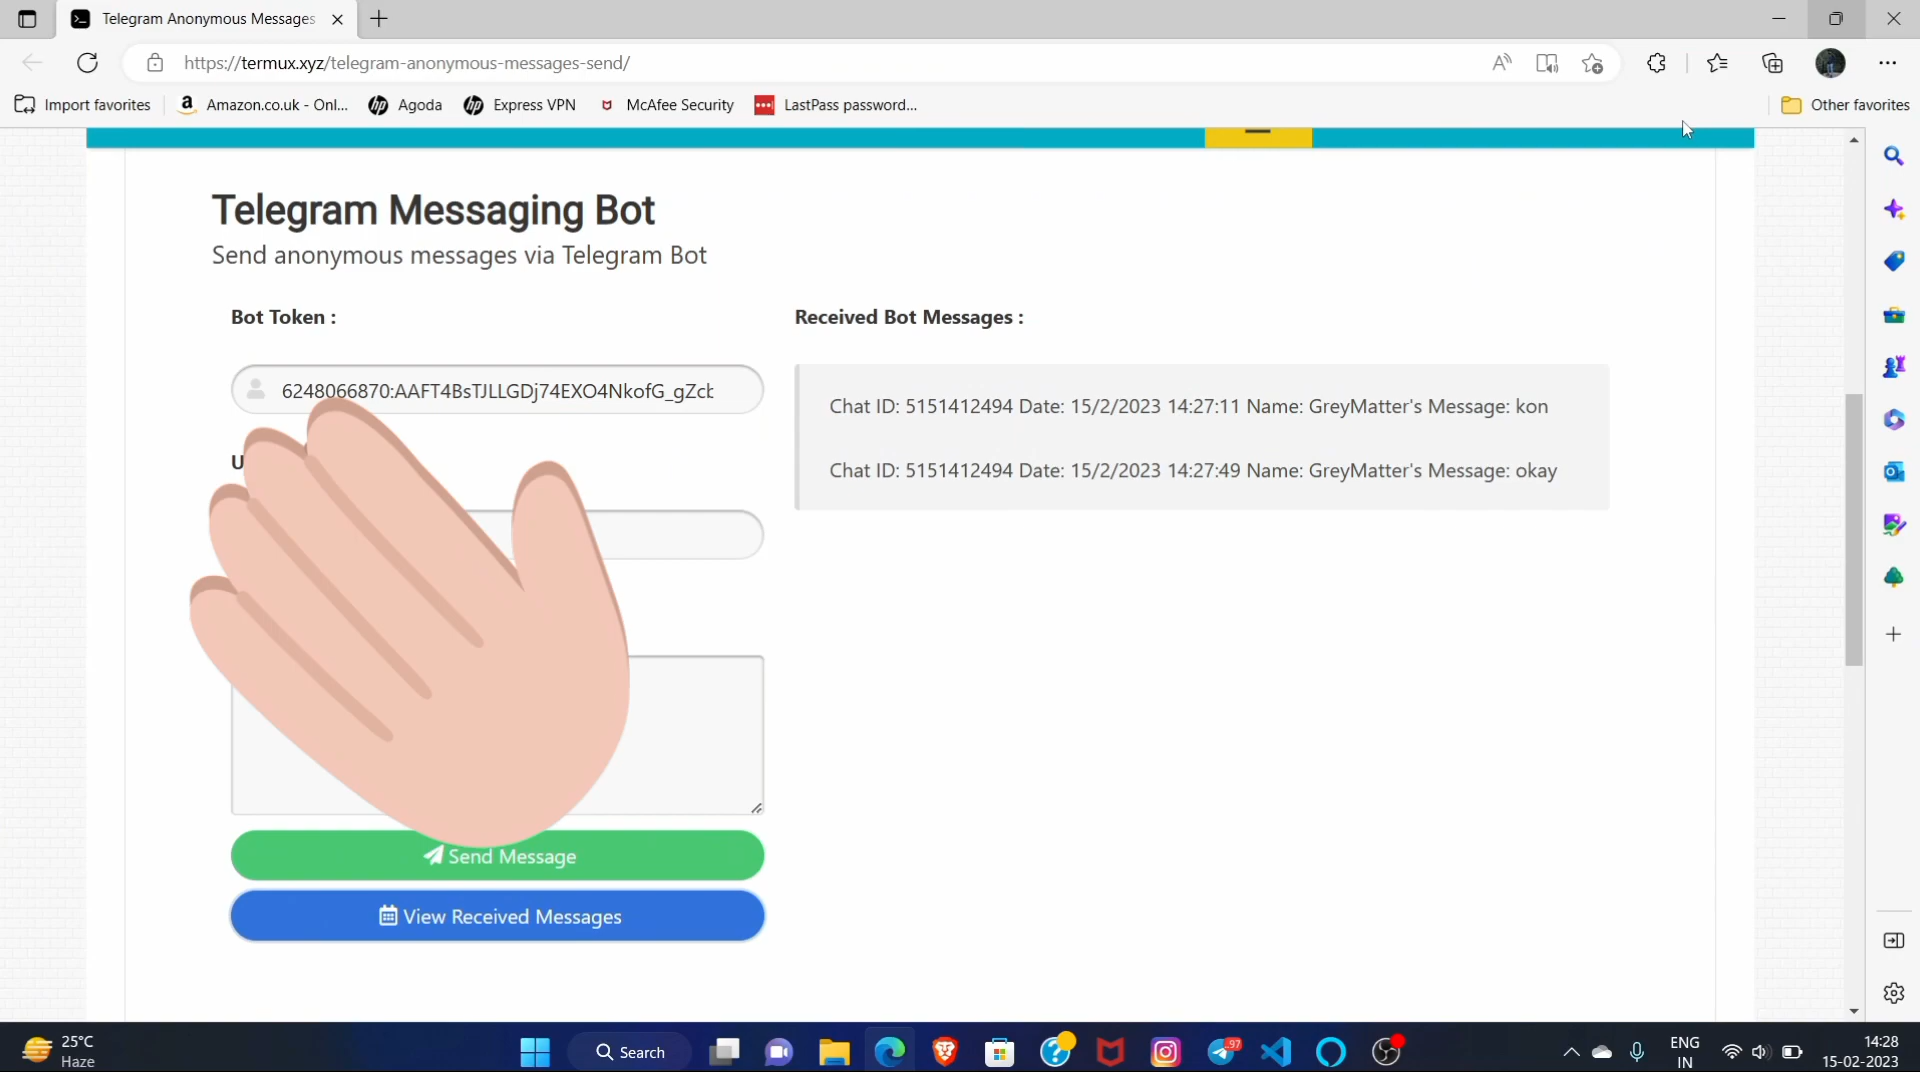 Telegram Anonymous Messages
https://termux.xyz/telegram-anonymous-messages-send/
Import favorites
Amazon.co.uk - Onl...
Agoda
Express VPN
McAfee Security
LastPass password...
Other favorites
Telegram Messaging Bot
Send anonymous messages via Telegram Bot
Bot Token :
6248066870:AAFT4BsTJLLGDj74EXO4NkofG_gZcb
U
Received Bot Messages :
Chat ID: 5151412494 Date: 15/2/2023 14:27:11 Name: GreyMatter's Message: kon
Chat ID: 5151412494 Date: 15/2/2023 14:27:49 Name: GreyMatter's Message: okay
Send Message
View Received Messages
25°C
Haze
Search
97
ENG
IN
14:28
15-02-2023